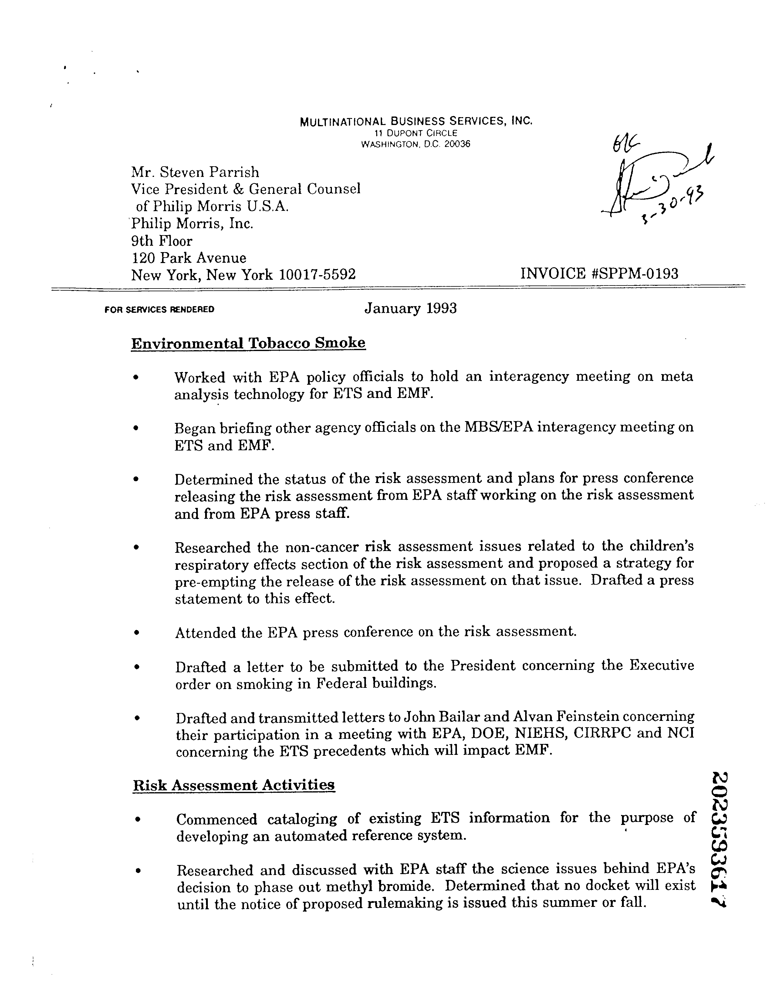 MULTINATIONAL BUSINESS SERVICES, INC.
11 DUPONT CIRCLE
WASHINGTON, D.C. 20036
Mr. Steven Parrish
Vice President & General Counsel
of Philip Morris U.S.A.
Philip Morris, Inc.
9th Floor
120 Park Avenue
New York, New York 10017-5592
3-30-93
INVOICE #SPPM-0193
FOR SERVICES RENDERED
January 1993
Environmental Tobacco Smoke
• Worked with EPA policy officials to hold an interagency meeting on meta
analysis technology for ETS and EMF.
• Began briefing other agency officials on the MBS/EPA interagency meeting on
ETS and EMF.
• Determined the status of the risk assessment and plans for press conference
releasing the risk assessment from EPA staff working on the risk assessment
and from EPA press staff.
• Researched the non-cancer risk assessment issues related to the children's
respiratory effects section of the risk assessment and proposed a strategy for
pre-empting the release of the risk assessment on that issue. Drafted a press
statement to this effect.
• Attended the EPA press conference on the risk assessment.
• Drafted a letter to be submitted to the President concerning the Executive
order on smoking in Federal buildings.
• Drafted and transmitted letters to John Bailar and Alvan Feinstein concerning
their participation in a meeting with EPA, DOE, NIEHS, CIRRPC and NCI
concerning the ETS precedents which will impact EMF.
Risk Assessment Activities
• Commenced cataloging of existing ETS information for the purpose of
developing an automated reference system.
• Researched and discussed with EPA staff the science issues behind EPA's
decision to phase out methyl bromide. Determined that no docket will exist
until the notice of proposed rulemaking is issued this summer or fall.
2023593617